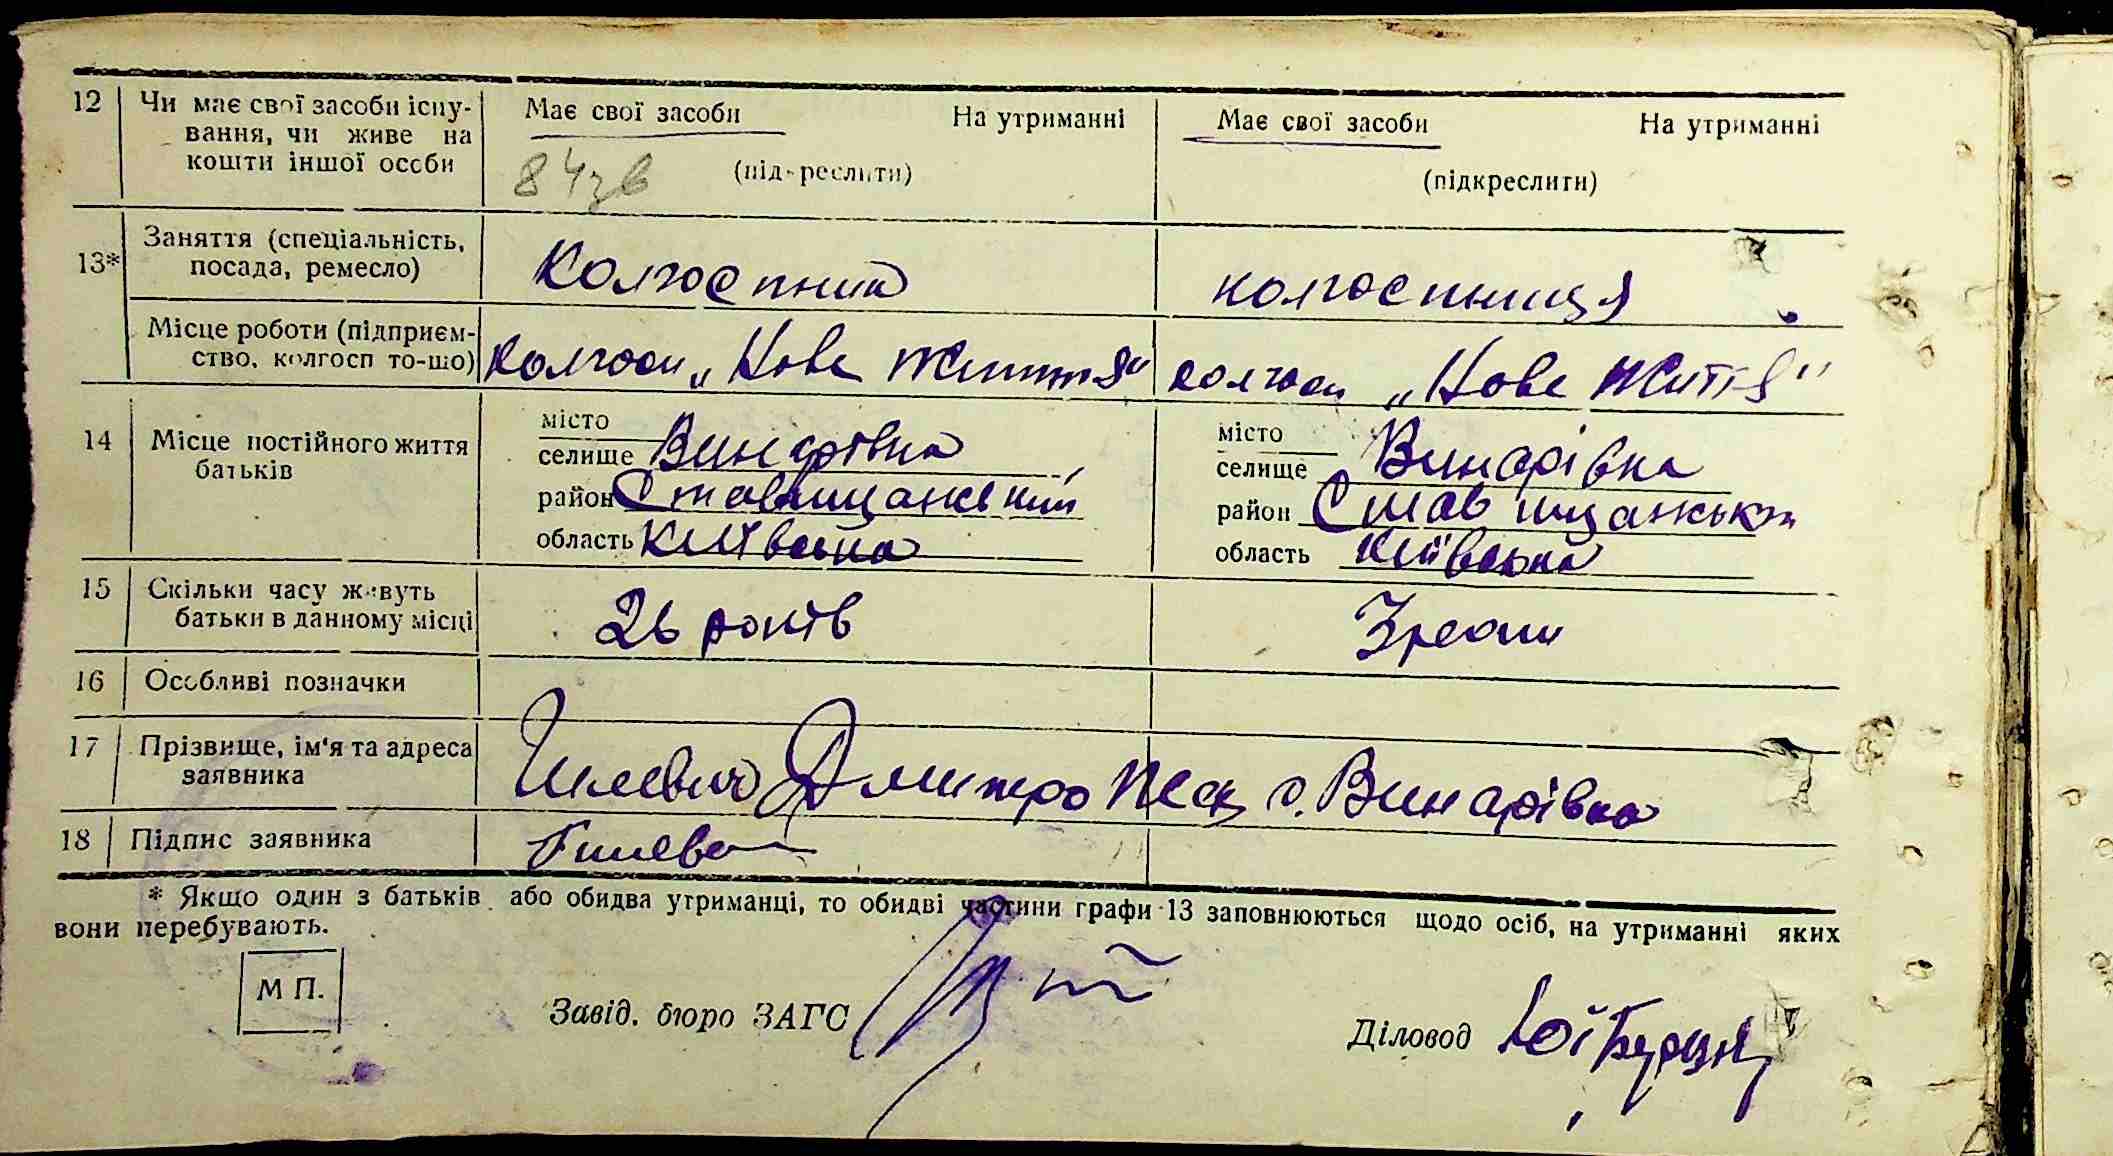 12 Чи має свої засоби існу- Має свої засоби На утриманні Має свої засоби На утриманні
вання, чи живе на
кошти іншої особи (підкреслити) (підкреслити)
13* Заняття (спеціальність, колгоспник колгоспниця
посада, ремесло)
Місце роботи (підприєм- колгосп „Нове життя" колгосп „Нове життя"
ство, колгосп то-що)
14 Місце постійного життя місто місто
батьків селище Винарівка селище Винарівка
район Ставищанський район Ставищанськ
область Київська область Київська
15 Скільки часу живуть 26 років
батьки в данному місці
16 Особливі позначки
17 Прізвище, ім'я та адреса Дмитро с. Винарівка
заявника
18 Підпис заявника
* Якщо один з батьків або обидва утриманці, то обидві частини графи 13 заповнюються щодо осіб, на утриманні яких
вони перебувають.
М П.
Завід. бюро ЗАГС
Діловод